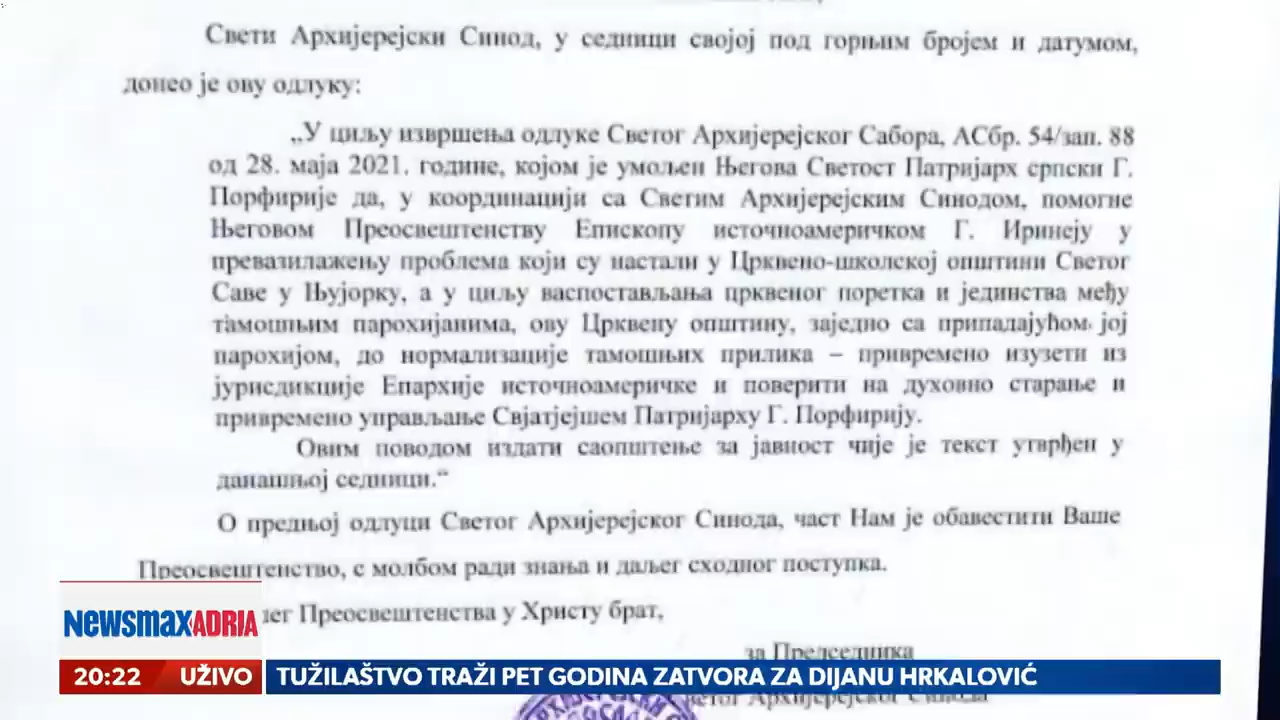 Свети Архијерејски Синод, у седници својој под горњим бројем и датумом,
донео је ову одлуку:
„У циљу извршења одлуке Светог Архијерејског Сабора, АСбр. 54/зап. 88
од 28. маја 2021. године, којом је умољен Његова Светост Патријарх српски Г.
Порфирије да, у координацији са Светим Архијерејским Синодом, помогне
Његовом Преосвештенству Епископу источноамеричком Г. Иринеју у
превазилажењу проблема који су настали у Црквено-школској општини Светог
Саве у Њујорку, а у циљу васпостављања црквеног поретка и јединства међу
тамошњим парохијанима, ову Црквену општину, заједно са припадајућом јој
парохијом, до нормализације тамошњих прилика – привремено изузети из
јурисдикције Епархије источноамеричке и поверити на духовно старање и
привремено управљање Свјатјејшем Патријарху Г. Порфирију.
Овим поводом издати саопштење за јавност чије је текст утврђен у
данашњој седници.“
О предњој одлуци Светог Архијерејског Синода, част Нам је обавестити Ваше
Преосвештенство, с молбом ради знања и даљег сходног поступка.
Преосвештенства у Христу брат,
за Председника
Архијерејског Синода
NEWSMAX ADRIA
20:22 UŽIVO TUŽILAŠTVO TRAŽI PET GODINA ZATVORA ZA DIJANU HRKALOVIĆ